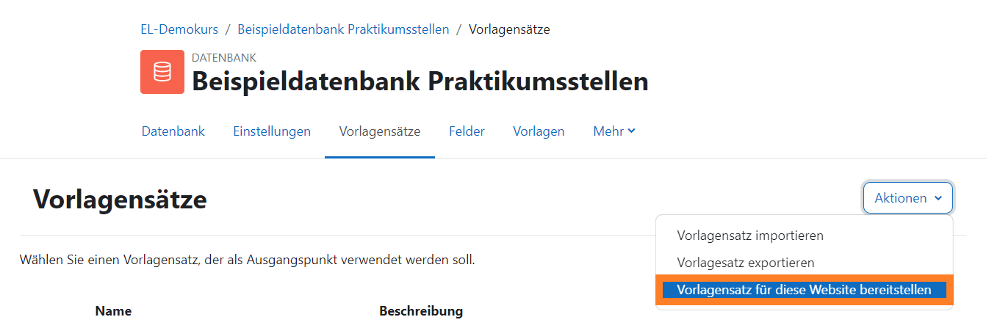 EL-Demokurs / Beispieldatenbank Praktikumsstellen / Vorlagensätze
DATENBANK
Beispieldatenbank Praktikumsstellen
Datenbank Einstellungen Vorlagensätze Felder Vorlagen Mehr
Vorlagensätze
Aktionen
Vorlagensatz importieren
Vorlagesatz exportieren
Vorlagensatz für diese Website bereitstellen
Wählen Sie einen Vorlagensatz, der als Ausgangspunkt verwendet werden soll.
Name Beschreibung